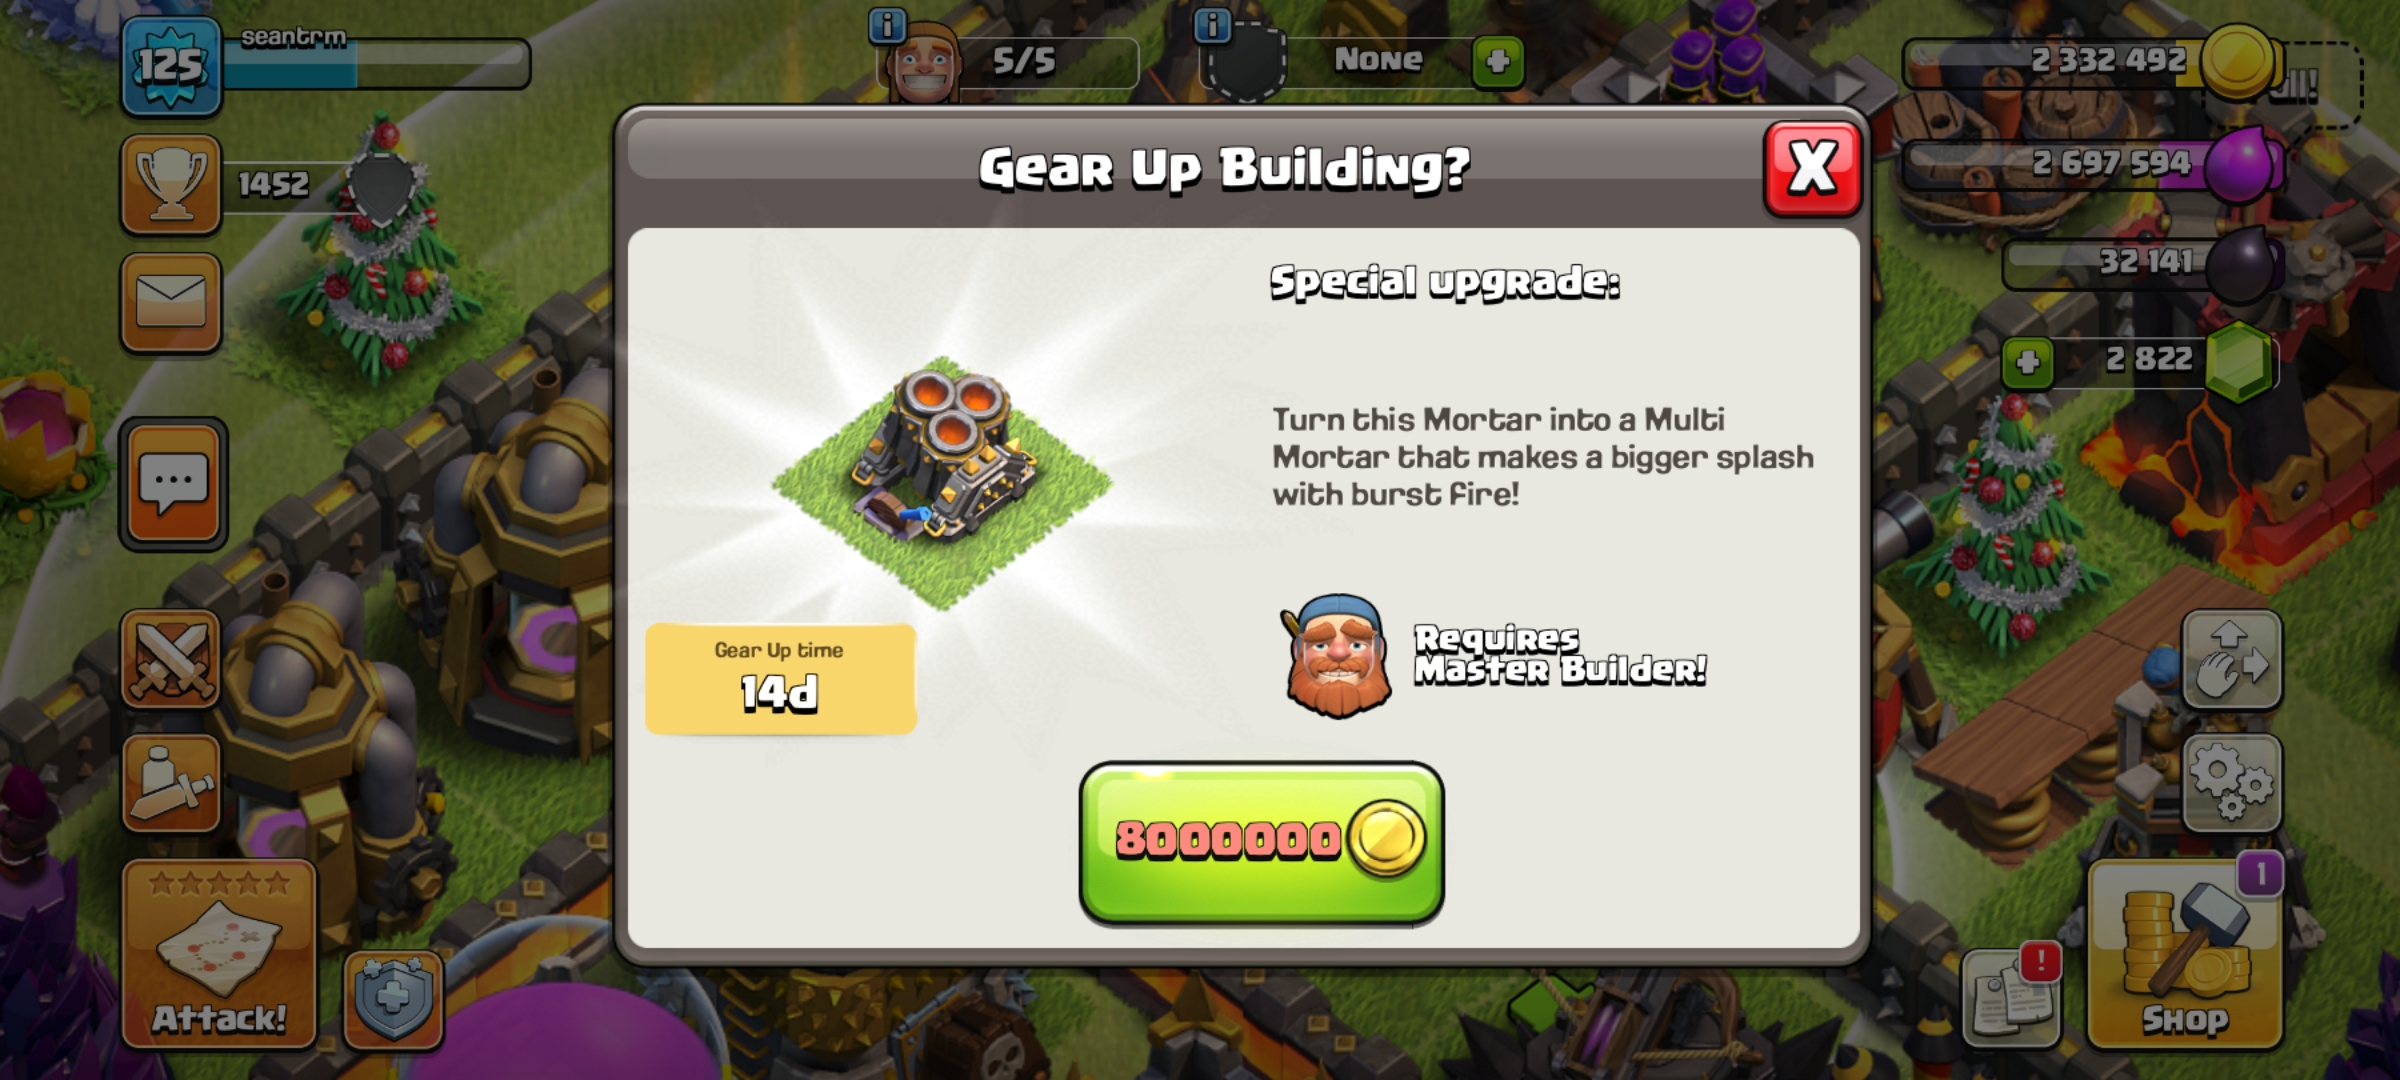 125
seantrm
5/5
None
2 332 492
ll!
1452
2 697 594
32 141
2 822
Gear Up Building?
X
Special upgrade:
Turn this Mortar into a Multi
Mortar that makes a bigger splash
with burst fire!
Gear Up time
14d
Requires
Master Builder!
8000000
Attack!
1
!
Shop